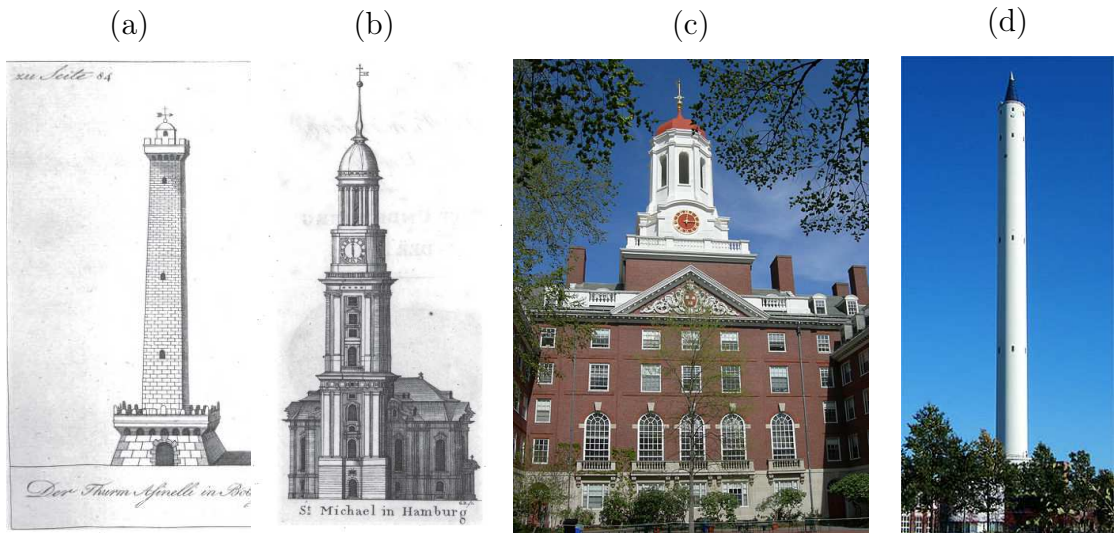 (a)
(b)
(c)
(d)
zu Seite 84
Der Thurm Aſinelli in
St Michael in Hamburg